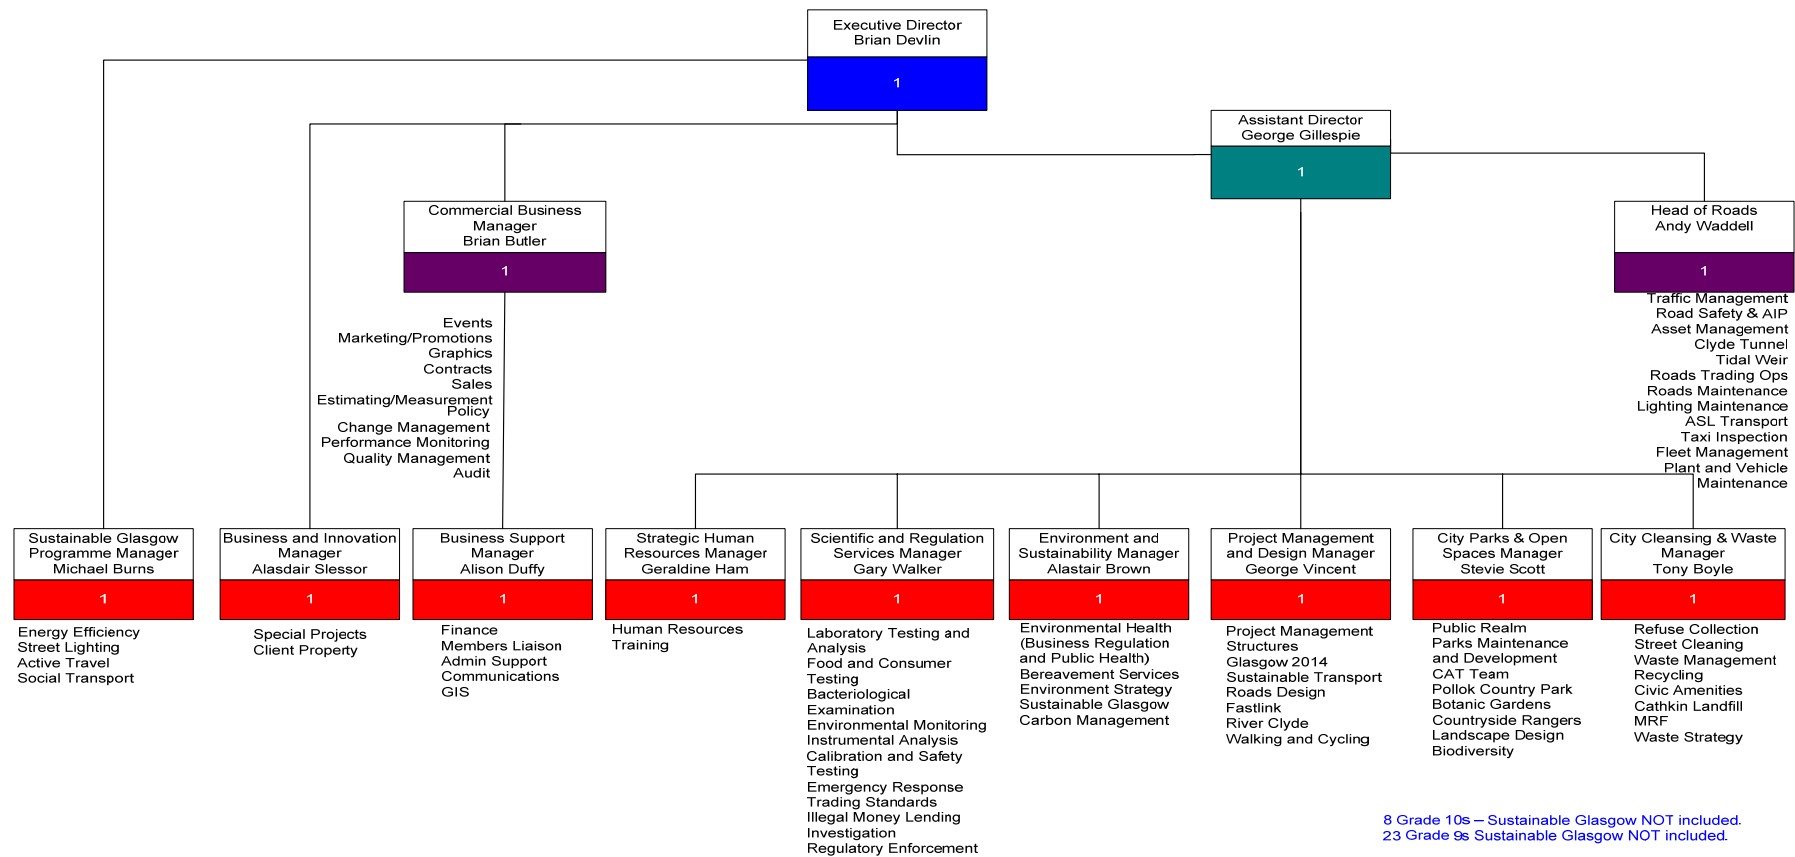 Executive Director
Brian Devlin
1
Assistant Director
George Gillespie
1
Commercial Business
Manager
Brian Butler
1
Head of Roads
Andy Waddell
1
Events
Marketing/Promotions
Graphics
Contracts
Sales
Estimating/Measurement
Policy
Change Management
Performance Monitoring
Quality Management
Audit
Traffic Management
Road Safety & AIP
Asset Management
Clyde Tunnel
Tidal Weir
Roads Trading Ops
Roads Maintenance
Lighting Maintenance
ASL Transport
Taxi Inspection
Fleet Management
Plant and Vehicle
Maintenance
Sustainable Glasgow
Programme Manager
Michael Burns
1
Energy Efficiency
Street Lighting
Active Travel
Social Transport
Business and Innovation
Manager
Alasdair Slessor
1
Special Projects
Client Property
Business Support
Manager
Alison Duffy
1
Finance
Members Liaison
Admin Support
Communications
GIS
Strategic Human
Resources Manager
Geraldine Ham
1
Human Resources
Training
Scientific and Regulation
Services Manager
Gary Walker
1
Laboratory Testing and
Analysis
Food and Consumer
Testing
Bacteriological
Examination
Environmental Monitoring
Instrumental Analysis
Calibration and Safety
Testing
Emergency Response
Trading Standards
Illegal Money Lending
Investigation
Regulatory Enforcement
Environment and
Sustainability Manager
Alastair Brown
1
Environmental Health
(Business Regulation
and Public Health)
Bereavement Services
Environment Strategy
Sustainable Glasgow
Carbon Management
Project Management
and Design Manager
George Vincent
1
Project Management
Structures
Glasgow 2014
Sustainable Transport
Roads Design
Fastlink
River Clyde
Walking and Cycling
City Parks & Open
Spaces Manager
Stevie Scott
1
Public Realm
Parks Maintenance
and Development
CAT Team
Pollok Country Park
Botanic Gardens
Countryside Rangers
Landscape Design
Biodiversity
City Cleansing & Waste
Manager
Tony Boyle
1
Refuse Collection
Street Cleaning
Waste Management
Recycling
Civic Amenities
Cathkin Landfill
MRF
Waste Strategy
8 Grade 10s – Sustainable Glasgow NOT included.
23 Grade 9s Sustainable Glasgow NOT included.